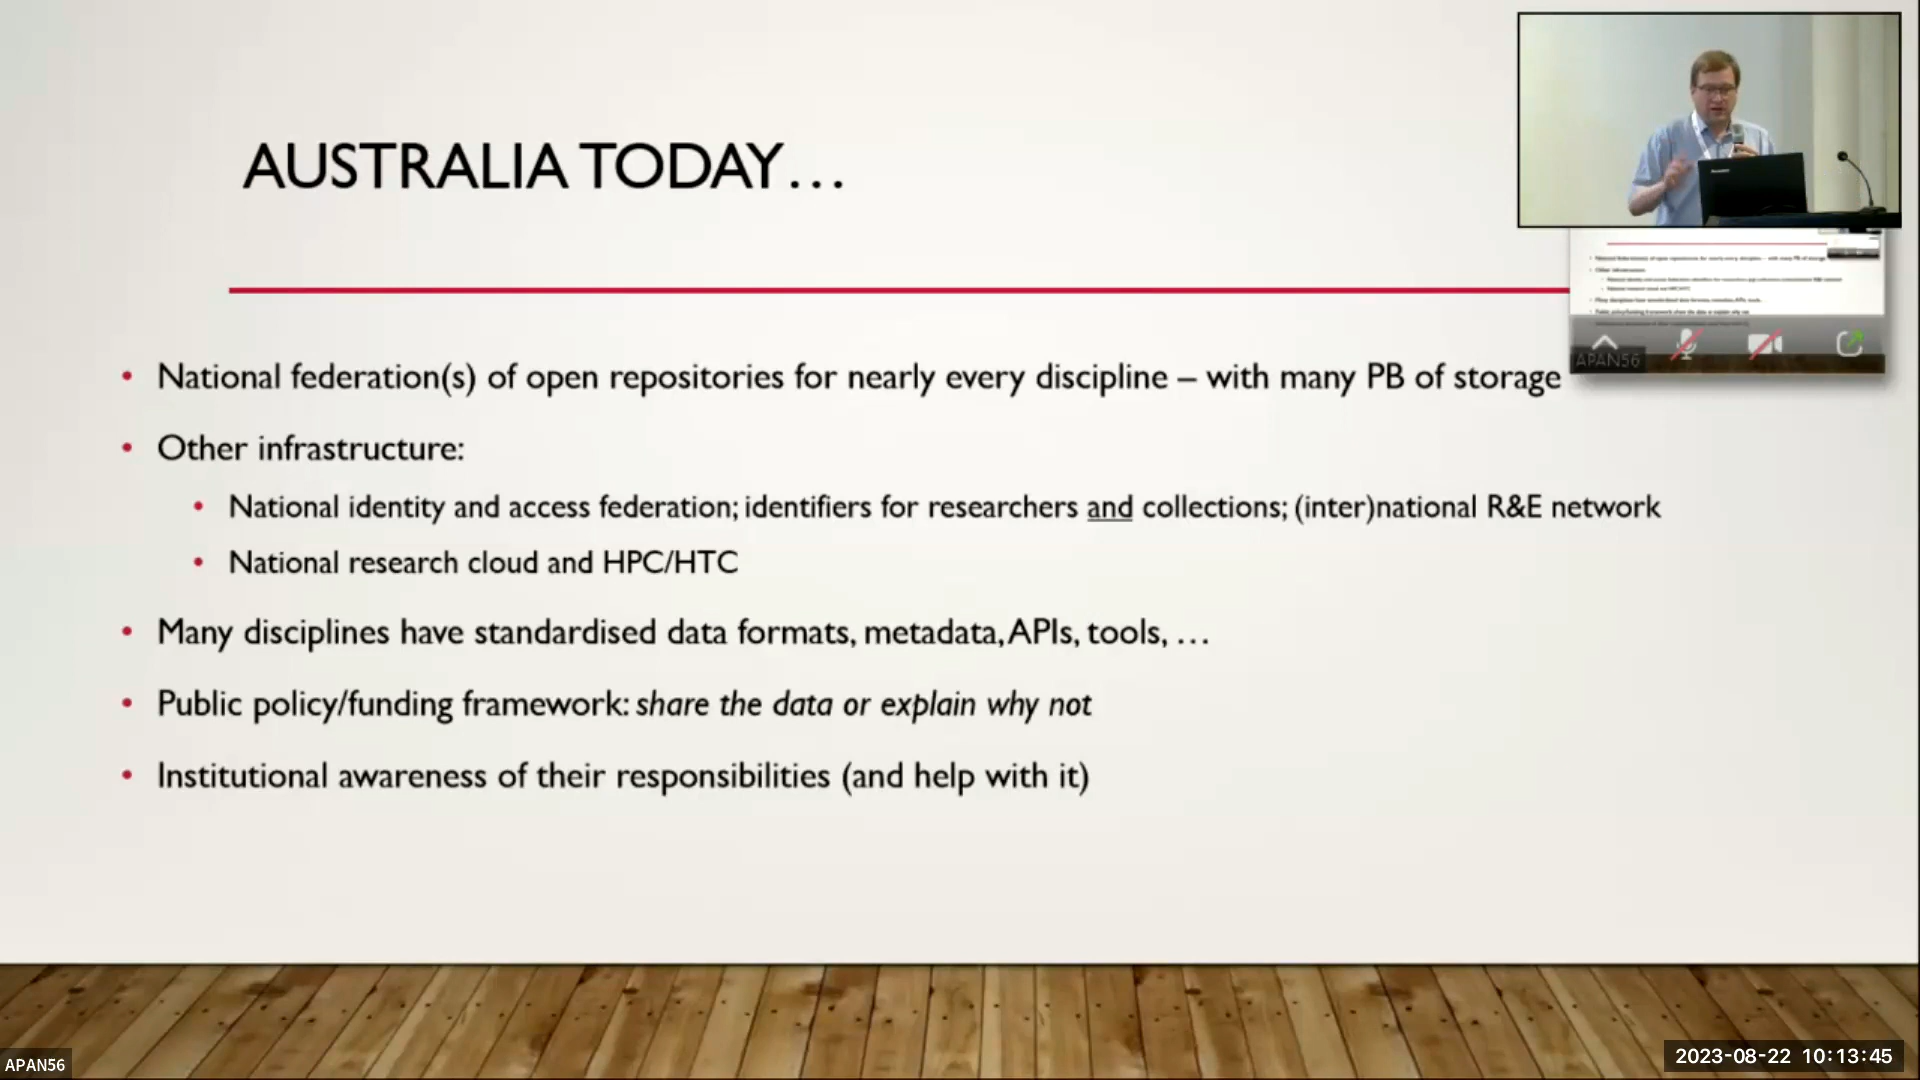 AUSTRALIA TODAY…
• National federation(s) of open repositories for nearly every discipline – with many PB of storage
• Other infrastructure:
• National identity and access federation; identifiers for researchers and collections; (inter)national R&E network
• National research cloud and HPC/HTC
• Many disciplines have standardised data formats, metadata, APIs, tools, …
• Public policy/funding framework: share the data or explain why not
• Institutional awareness of their responsibilities (and help with it)
APAN56
APAN56
2023-08-22 10:13:45